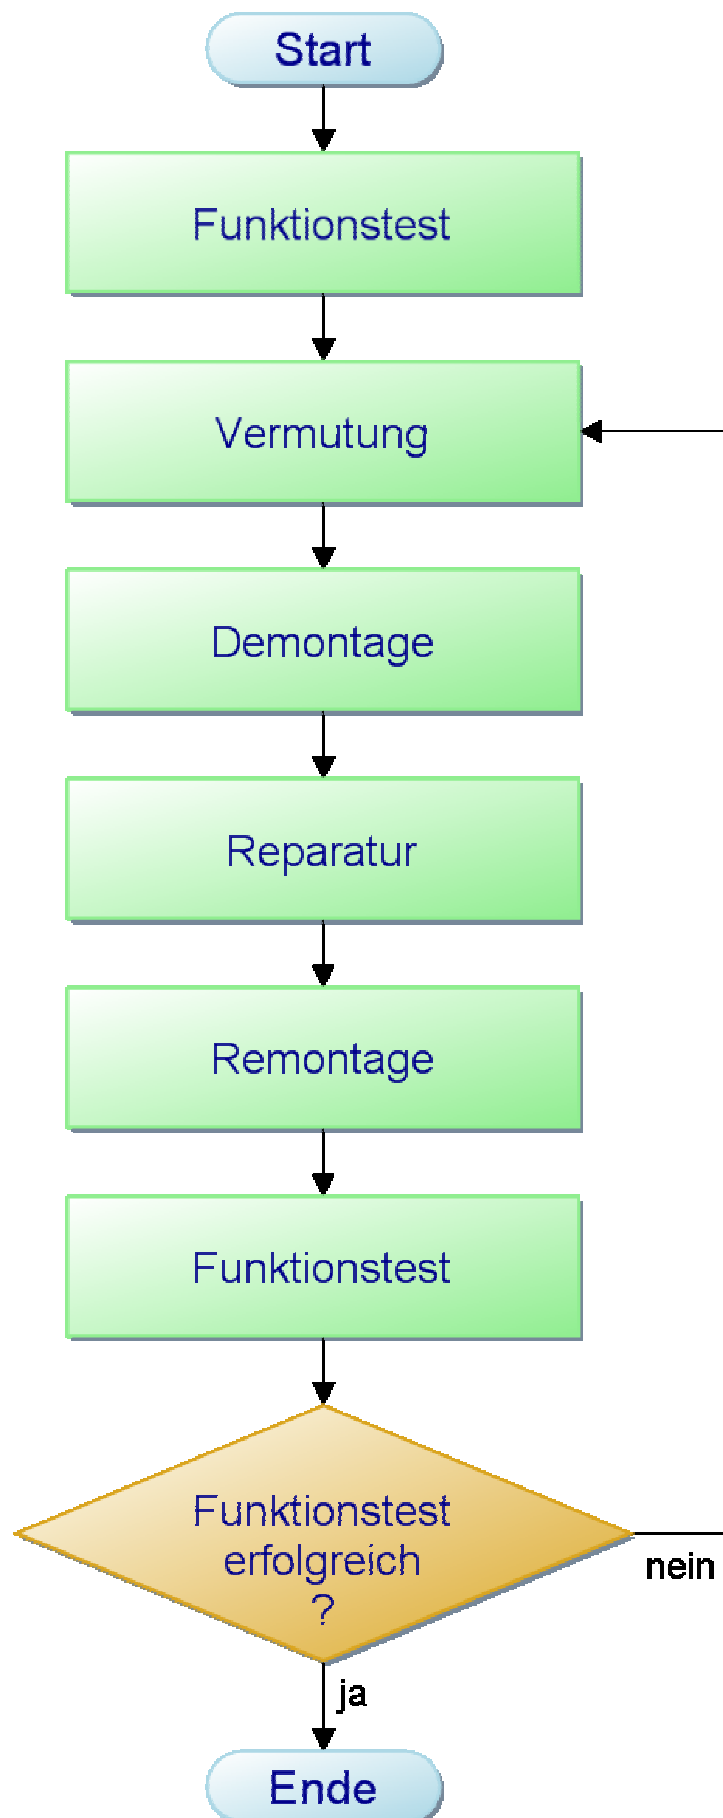 Start
Funktionstest
Vermutung
Demontage
Reparatur
Remontage
Funktionstest
Funktionstest
erfolgreich
?
nein
ja
Ende